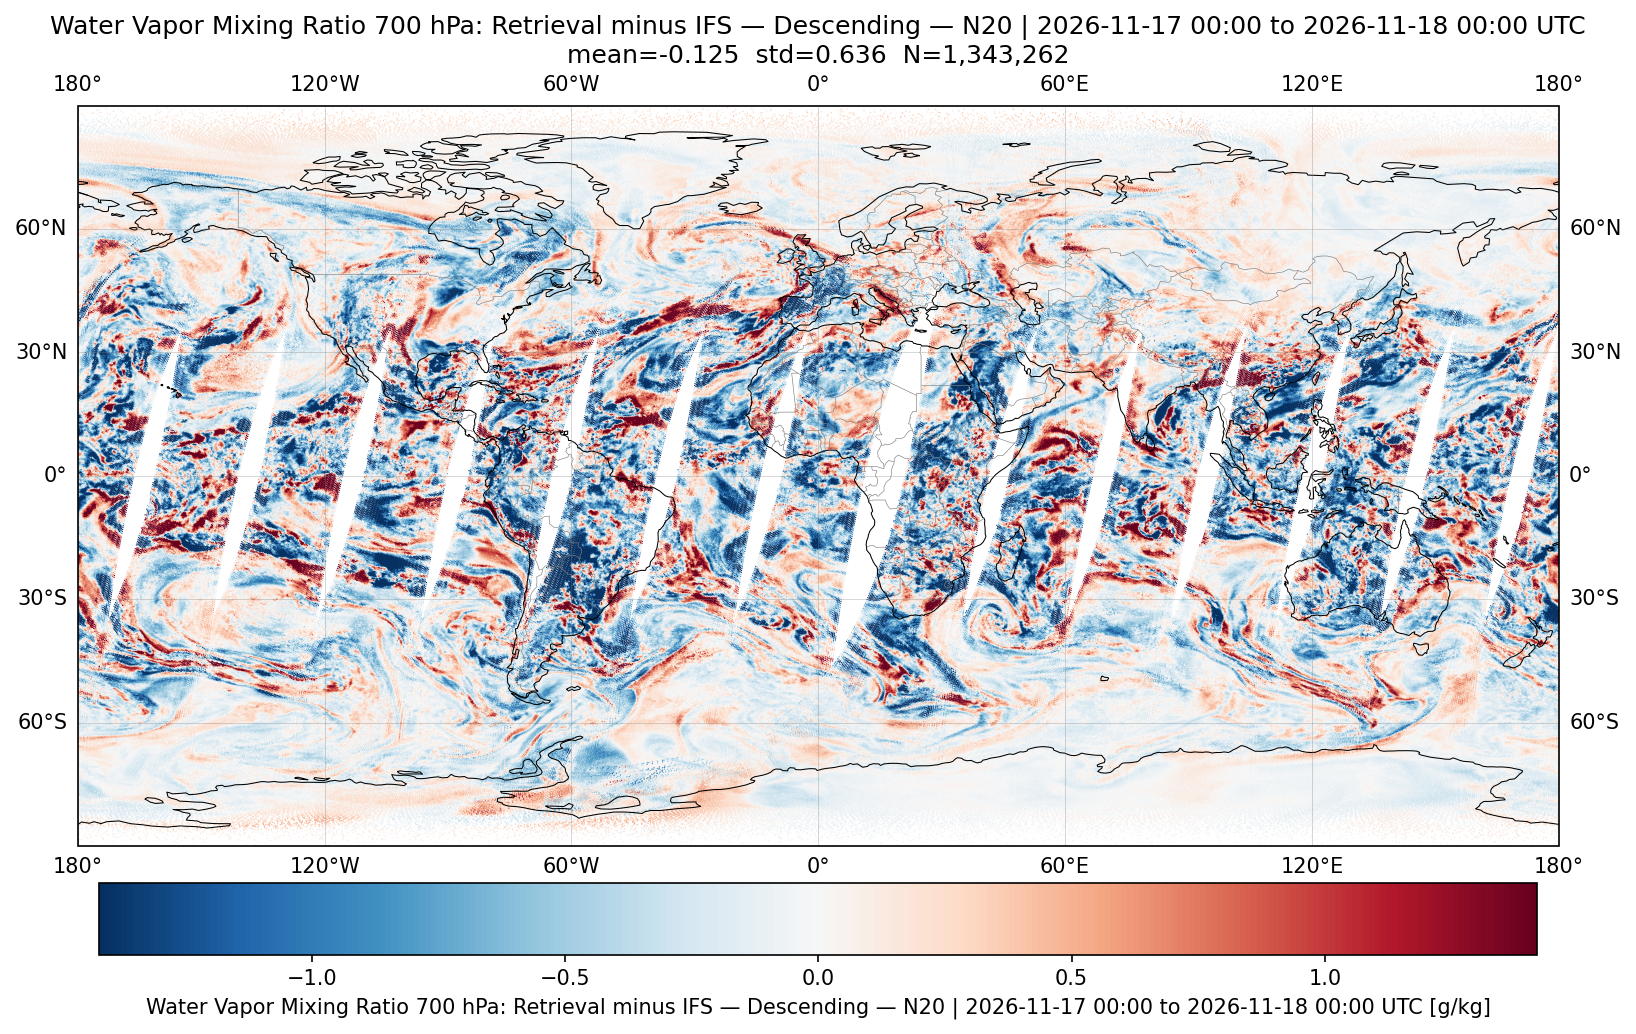 Water Vapor Mixing Ratio 700 hPa: Retrieval minus IFS — Descending — N20 | 2026-11-17 00:00 to 2026-11-18 00:00 UTC
mean=-0.125  std=0.636  N=1,343,262
180° 120°W 60°W 0° 60°E 120°E 180°
60°N 60°N
30°N 30°N
0° 0°
30°S 30°S
60°S 60°S
180° 120°W 60°W 0° 60°E 120°E 180°
−1.0 −0.5 0.0 0.5 1.0
Water Vapor Mixing Ratio 700 hPa: Retrieval minus IFS — Descending — N20 | 2026-11-17 00:00 to 2026-11-18 00:00 UTC [g/kg]